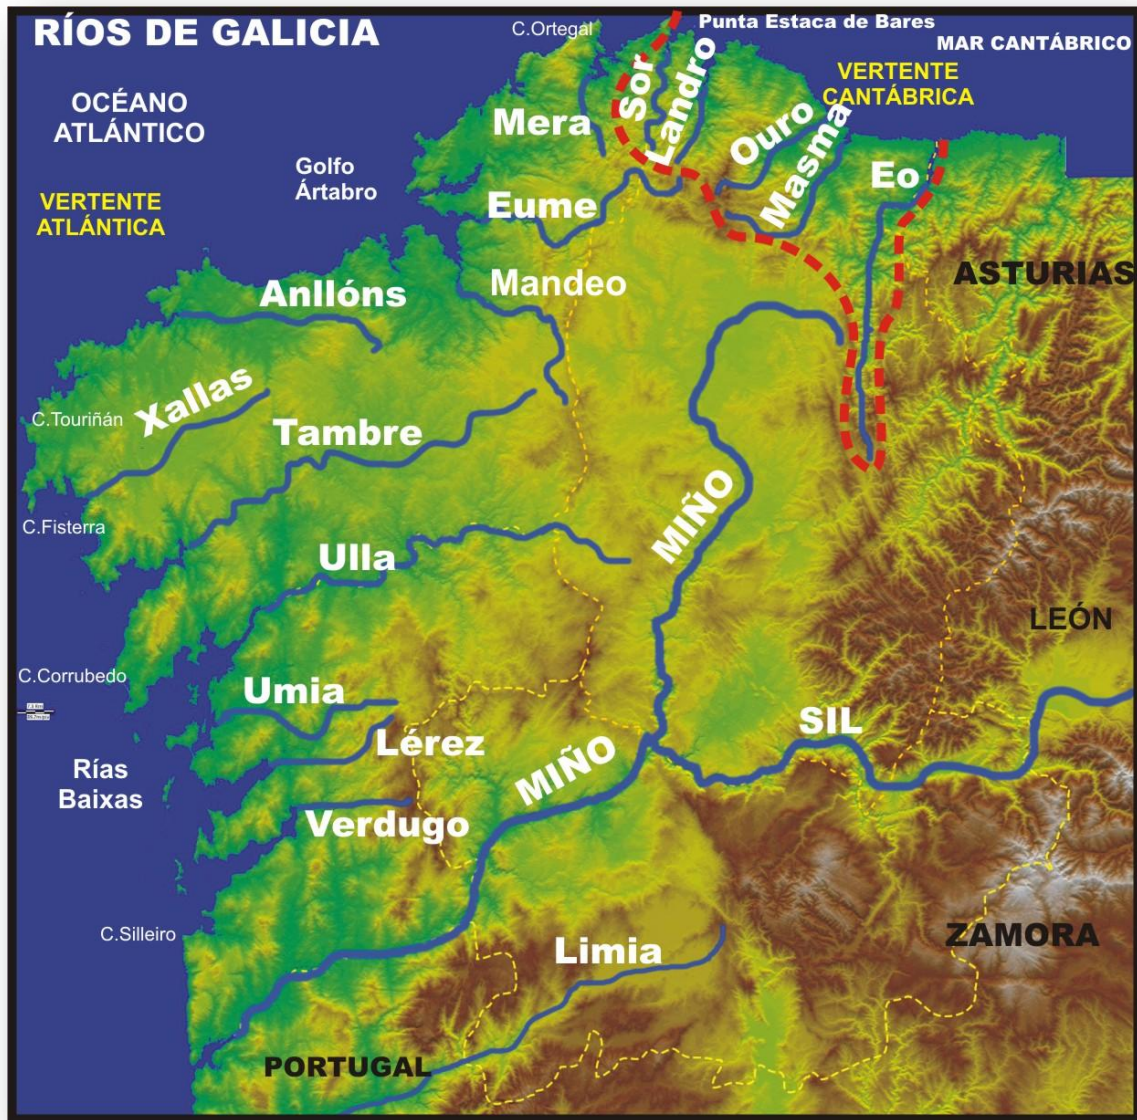 RÍOS DE GALICIA
C.Ortegal
Punta Estaca de Bares
MAR CANTÁBRICO
OCÉANO
ATLÁNTICO
VERTENTE
CANTÁBRICA
Sor
Landro
Mera
Ouro
Masma
Golfo
Ártabro
Eo
VERTENTE
ATLÁNTICA
Eume
ASTURIAS
Anllóns
Mandeo
Xallas
C.Touriñán
Tambre
MIÑO
C.Fisterra
Ulla
LEÓN
C.Corrubedo
Umia
SIL
Lérez
MIÑO
Rías
Baixas
Verdugo
C.Silleiro
Limia
ZAMORA
PORTUGAL